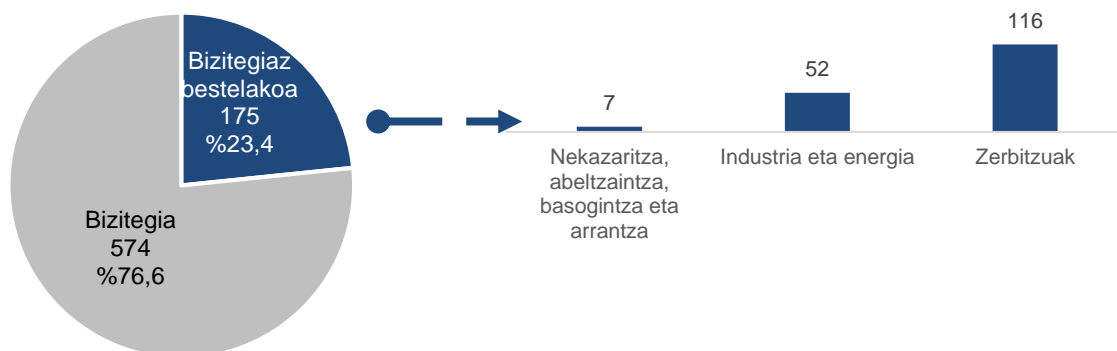 Bizitegiaz
bestelakoa
175
%23,4
Bizitegia
574
%76,6
7
52
116
Nekazaritza,
abeltzaintza,
basogintza eta
arrantza
Industria eta energia
Zerbitzuak